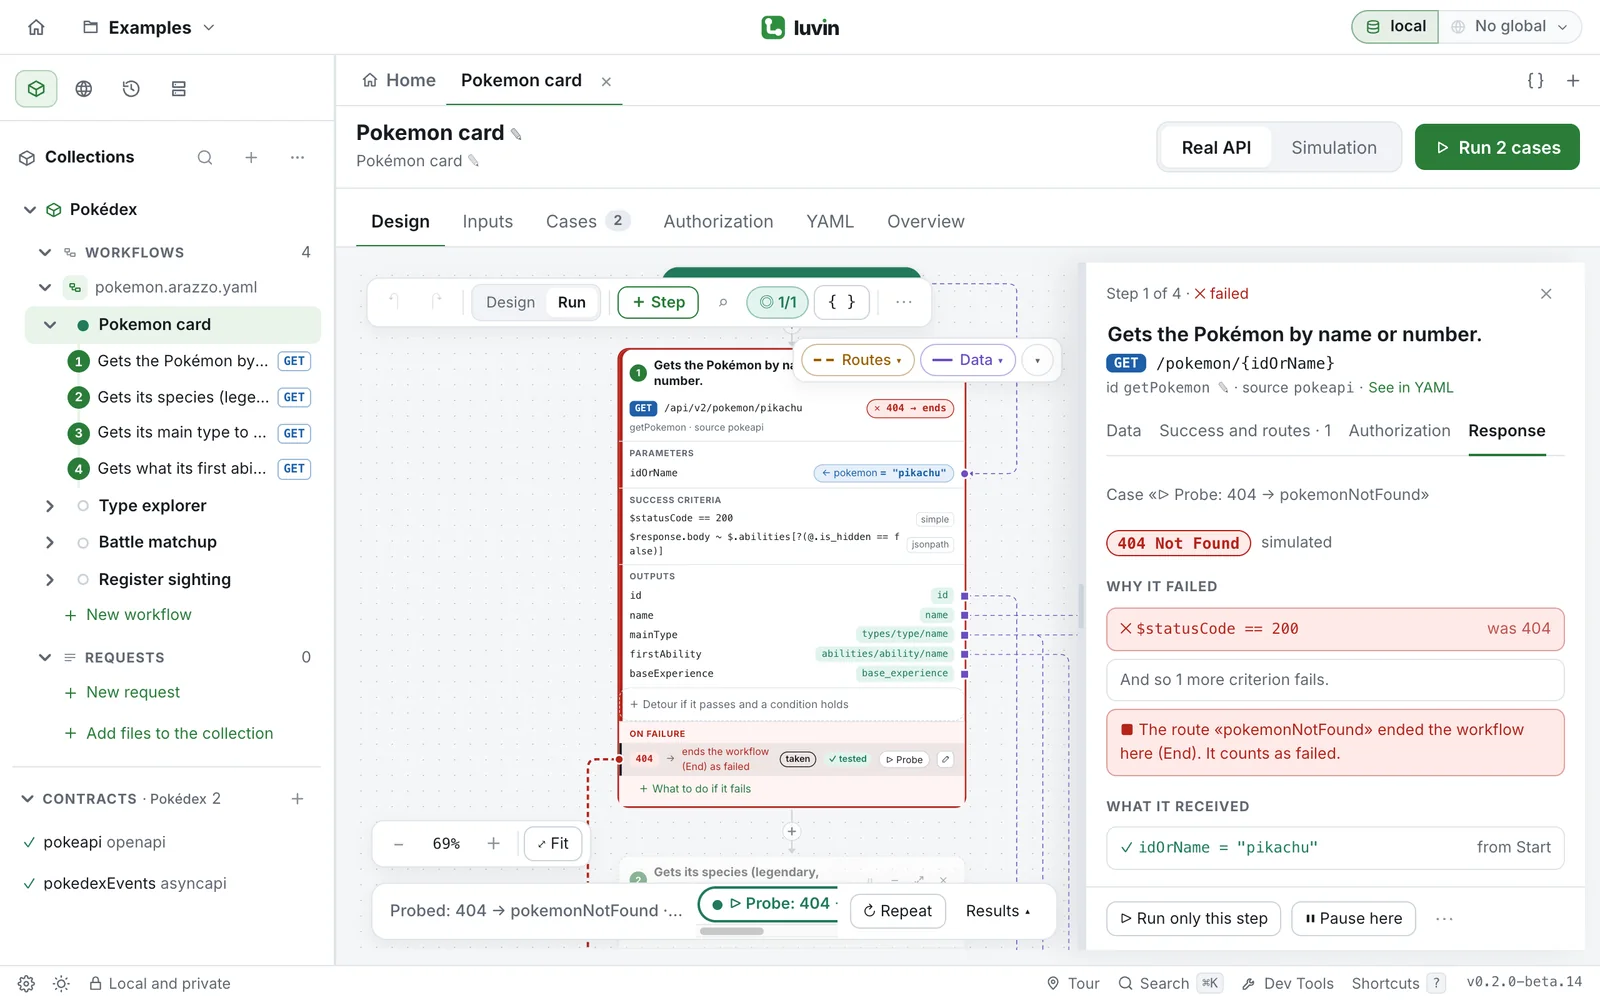 Examples
luvin
local
No global
Home
Pokemon card
Pokemon card
Pokémon card
Real API
Simulation
Run 2 cases
Design
Inputs
Cases 2
Authorization
YAML
Overview
Collections
Pokédex
WORKFLOWS 4
pokemon.arazzo.yaml
Pokemon card
1 Gets the Pokémon by... GET
2 Gets its species (lege... GET
3 Gets its main type to ... GET
4 Gets what its first abi... GET
Type explorer
Battle matchup
Register sighting
+ New workflow
REQUESTS 0
+ New request
+ Add files to the collection
CONTRACTS · Pokédex 2
✓ pokeapi openapi
✓ pokedexEvents asyncapi
Design
Run
+ Step
1/1
{ }
...
Routes
Data
1 Gets the Pokémon by na
number.
GET /api/v2/pokemon/pikachu × 404 → ends
getPokemon · source pokeapi
PARAMETERS
idOrName ← pokemon = "pikachu"
SUCCESS CRITERIA
$statusCode == 200 simple
$response.body ~ $.abilities[?(@.is_hidden == f
alse)] jsonpath
OUTPUTS
id id
name name
mainType types/type/name
firstAbility abilities/ability/name
baseExperience base_experience
+ Detour if it passes and a condition holds
ON FAILURE
404 → ends the workflow
(End) as failed
taken ✓ tested ▷ Probe
+ What to do if it fails
− 69% +
Fit
2 Gets its species (legendary,
Probed: 404 → pokemonNotFound ·...
▷ Probe: 404 ·
Repeat
Results
Step 1 of 4 · × failed
Gets the Pokémon by name or number.
GET /pokemon/{idOrName}
id getPokemon · source pokeapi · See in YAML
Data
Success and routes · 1
Authorization
Response
Case «▷ Probe: 404 → pokemonNotFound»
404 Not Found simulated
WHY IT FAILED
× $statusCode == 200 was 404
And so 1 more criterion fails.
The route «pokemonNotFound» ended the workflow
here (End). It counts as failed.
WHAT IT RECEIVED
✓ idOrName = "pikachu" from Start
▷ Run only this step
Pause here
...
Local and private
Tour
Search ⌘K
Dev Tools
Shortcuts ?
v0.2.0-beta.14